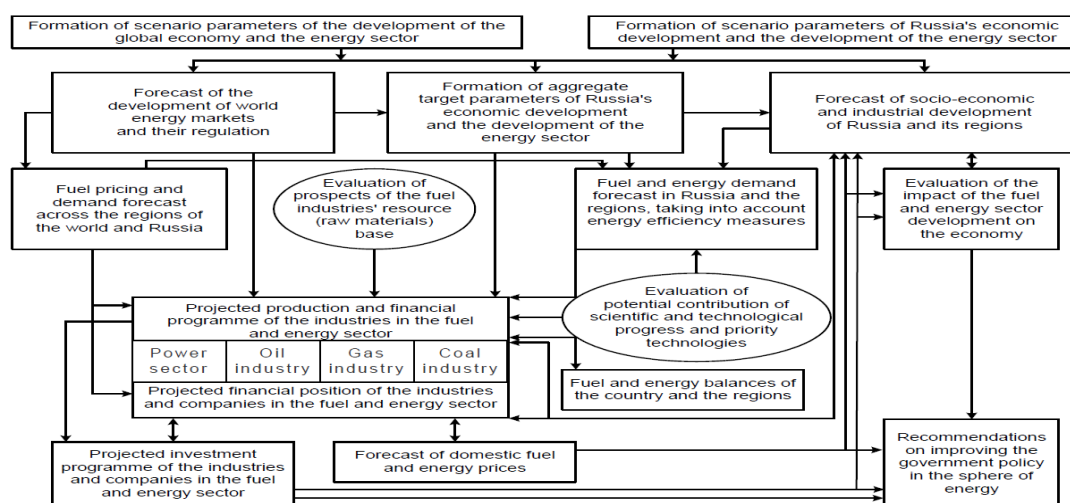 Formation of scenario parameters of the development of the
global economy and the energy sector
Formation of scenario parameters of Russia's economic
development and the development of the energy sector
Forecast of the
development of world
energy markets
and their regulation
Formation of aggregate
target parameters of Russia's
economic development
and the development of the
energy sector
Forecast of socio-economic
and industrial development
of Russia and its regions
Fuel pricing and
demand forecast
across the regions of
the world and Russia
Evaluation of
prospects of the fuel
industries' resource
(raw materials)
base
Fuel and energy demand
forecast in Russia and the
regions, taking into account
energy efficiency measures
Evaluation of the
impact of the fuel
and energy sector
development on
the economy
Projected production and financial
programme of the industries in the fuel
and energy sector
Evaluation of
potential contribution of
scientific and technological
progress and priority
technologies
Power
sector
Oil
industry
Gas
industry
Coal
industry
Projected financial position of the industries
and companies in the fuel and energy sector
Fuel and energy balances of
the country and the regions
Projected investment
programme of the industries
and companies in the fuel
and energy sector
Forecast of domestic fuel
and energy prices
Recommendations
on improving the
government policy
in the sphere of
energy